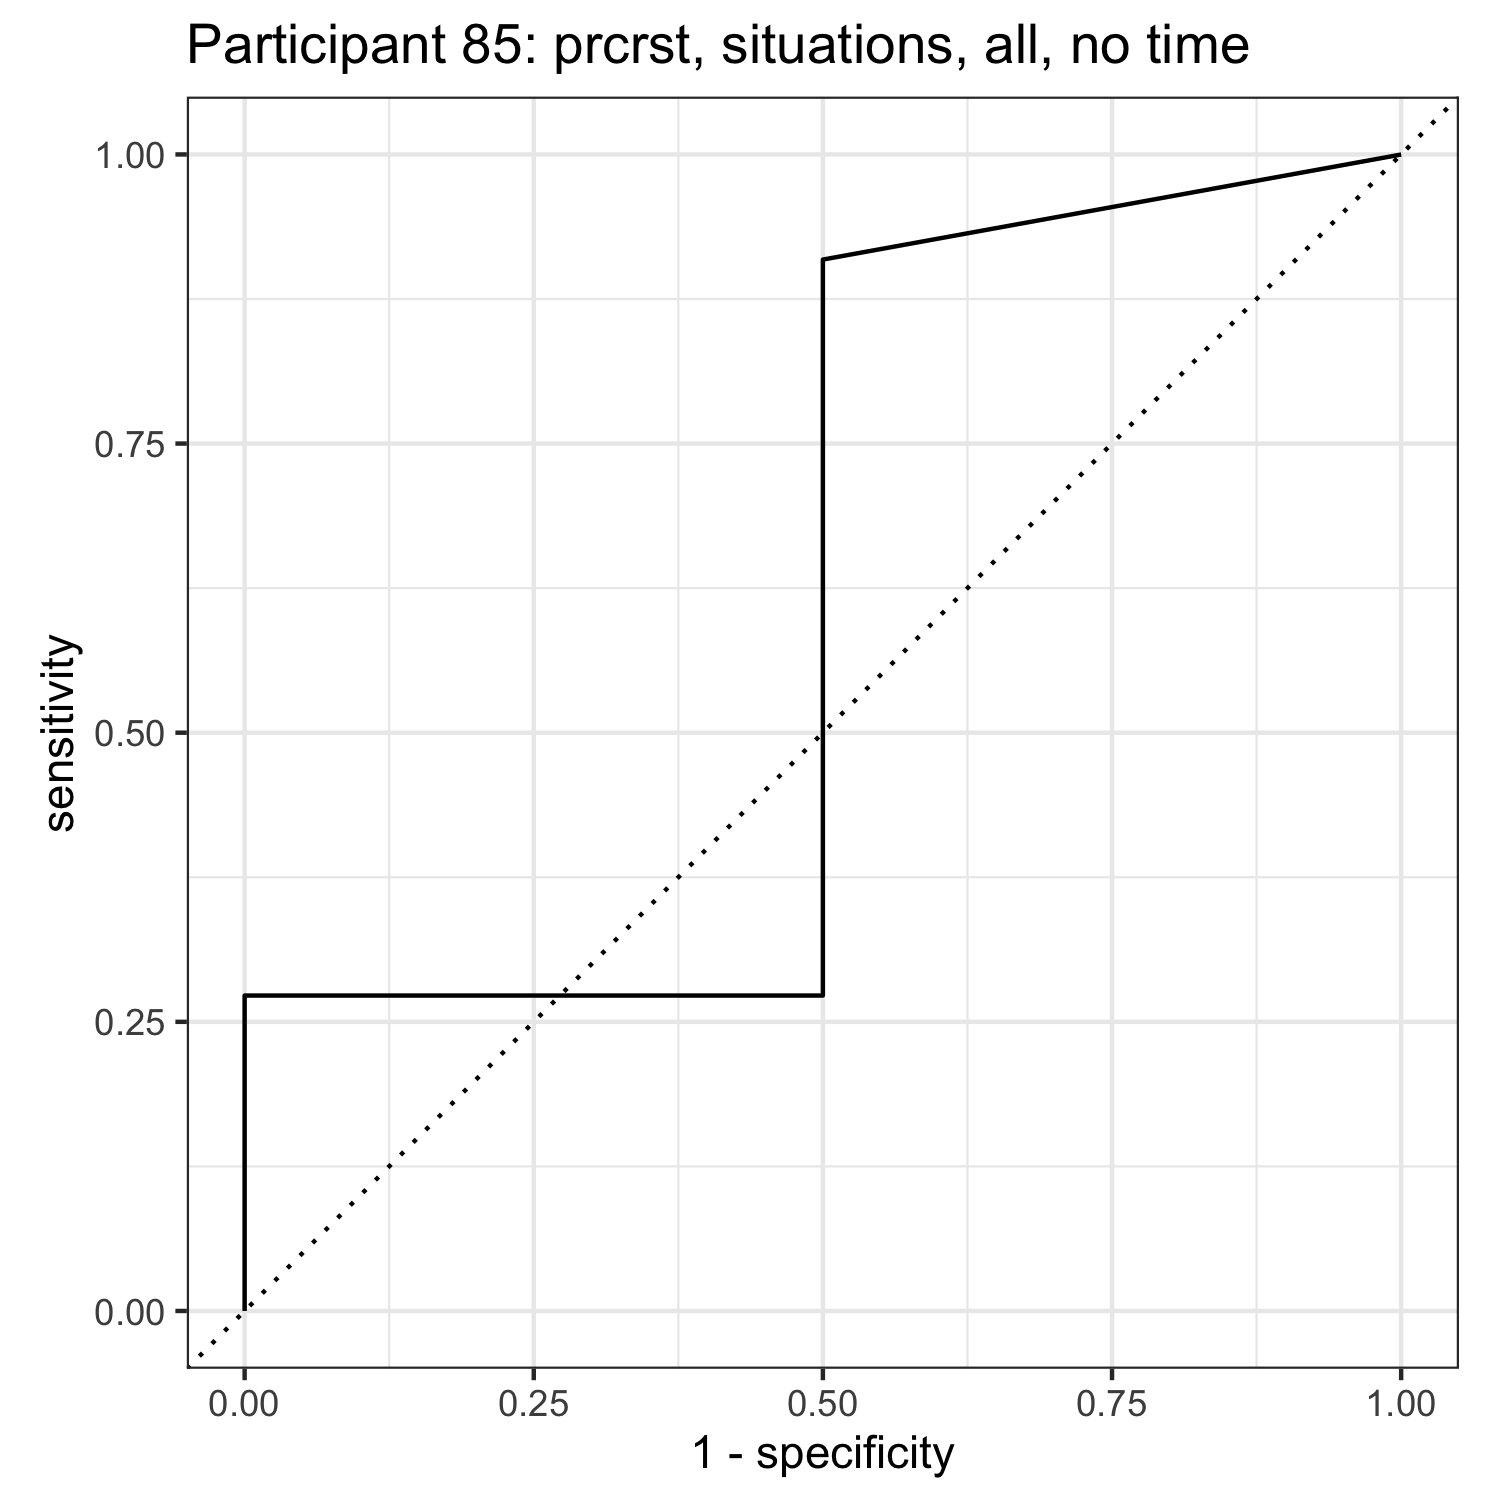 Participant 85: prcrst, situations, all, no time
sensitivity
1.00
0.75
0.50
0.25
0.00
0.00 0.25 0.50 0.75 1.00
1 - specificity